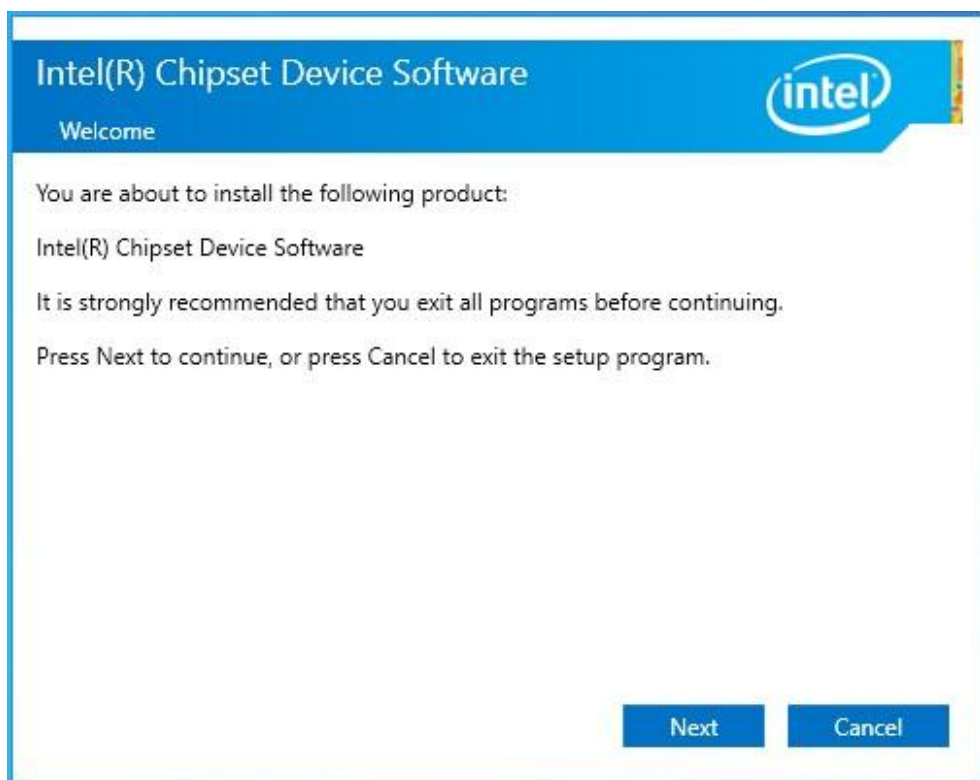 Intel(R) Chipset Device Software
intel
Welcome
You are about to install the following product:
Intel(R) Chipset Device Software
It is strongly recommended that you exit all programs before continuing.
Press Next to continue, or press Cancel to exit the setup program.
Next
Cancel